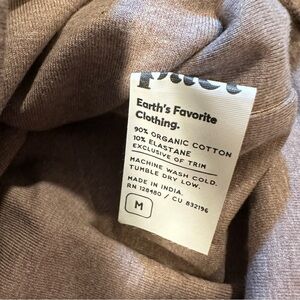 pact
Earth's Favorite
Clothing.
90% ORGANIC COTTON
10% ELASTANE
EXCLUSIVE OF TRIM
MACHINE WASH COLD.
TUMBLE DRY LOW.
MADE IN INDIA.
RN 128480 / CU 832196
M